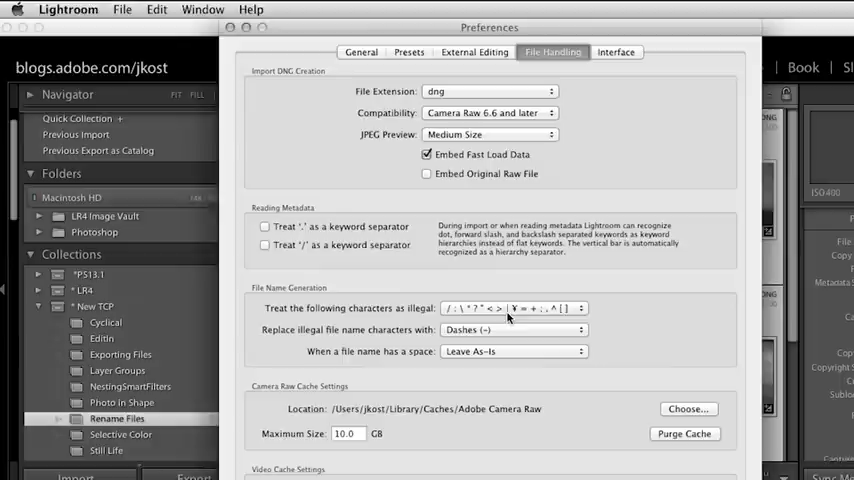 Lightroom File Edit Window Help
Preferences
General Presets External Editing File Handling Interface
blogs.adobe.com/jkost
Book
Navigator FIT FILL
Quick Collection +
Previous Import
Previous Export as Catalog
Folders
Macintosh HD
LR4 Image Vault
Photoshop
Collections
*PS13.1
* LR4
* New TCP
Cyclical
EditIn
Exporting Files
Layer Groups
NestingSmartFilters
Photo in Shape
Rename Files
Selective Color
Still Life
Import
Export
Import DNG Creation
File Extension: dng
Compatibility: Camera Raw 6.6 and later
JPEG Preview: Medium Size
Embed Fast Load Data
Embed Original Raw File
Reading Metadata
Treat '.' as a keyword separator
Treat '/' as a keyword separator
During import or when reading metadata Lightroom can recognize
dot, forward slash, and backslash separated keywords as keyword
hierarchies instead of flat keywords. The vertical bar is automatically
recognized as a hierarchy separator.
File Name Generation
Treat the following characters as illegal: / : \ * ? " < > | ¥ = + ; , ^ [ ]
Replace illegal file name characters with: Dashes (-)
When a file name has a space: Leave As-Is
Camera Raw Cache Settings
Location: /Users/jkost/Library/Caches/Adobe Camera Raw Choose...
Maximum Size: 10.0 GB Purge Cache
Video Cache Settings
ISO 400
File
Copy
Metadata S
Sync Me